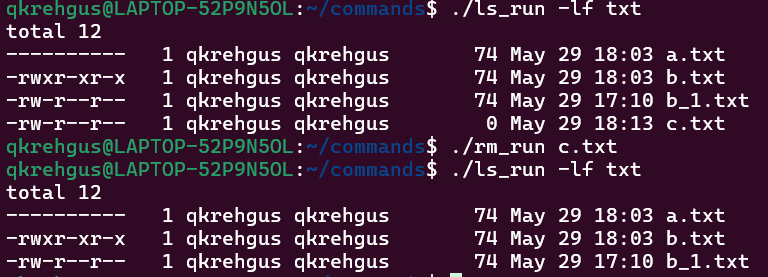 qkrehgus@LAPTOP-52P9N5OL:~/commands$ ./ls_run -lf txt
total 12
---------- 1 qkrehgus qkrehgus 74 May 29 18:03 a.txt
-rwxr-xr-x 1 qkrehgus qkrehgus 74 May 29 18:03 b.txt
-rw-r--r-- 1 qkrehgus qkrehgus 74 May 29 17:10 b_1.txt
-rw-r--r-- 1 qkrehgus qkrehgus 0 May 29 18:13 c.txt
qkrehgus@LAPTOP-52P9N5OL:~/commands$ ./rm_run c.txt
qkrehgus@LAPTOP-52P9N5OL:~/commands$ ./ls_run -lf txt
total 12
---------- 1 qkrehgus qkrehgus 74 May 29 18:03 a.txt
-rwxr-xr-x 1 qkrehgus qkrehgus 74 May 29 18:03 b.txt
-rw-r--r-- 1 qkrehgus qkrehgus 74 May 29 17:10 b_1.txt